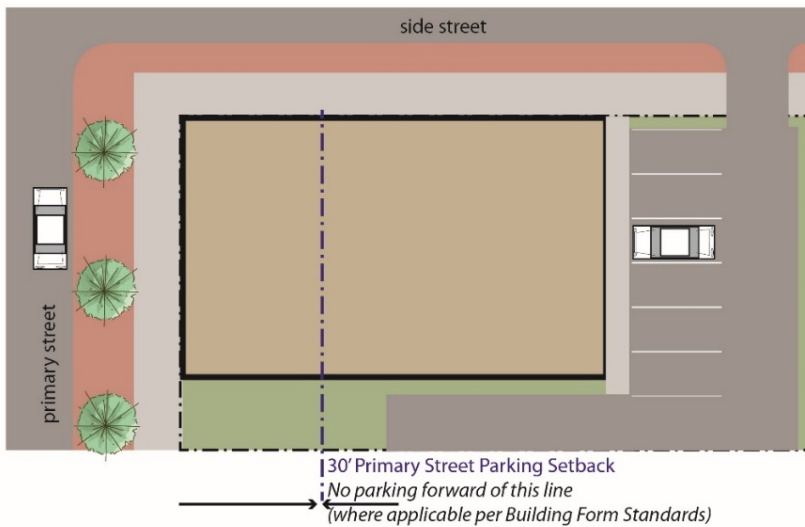 side street
primary street
30' Primary Street Parking Setback
No parking forward of this line
(where applicable per Building Form Standards)